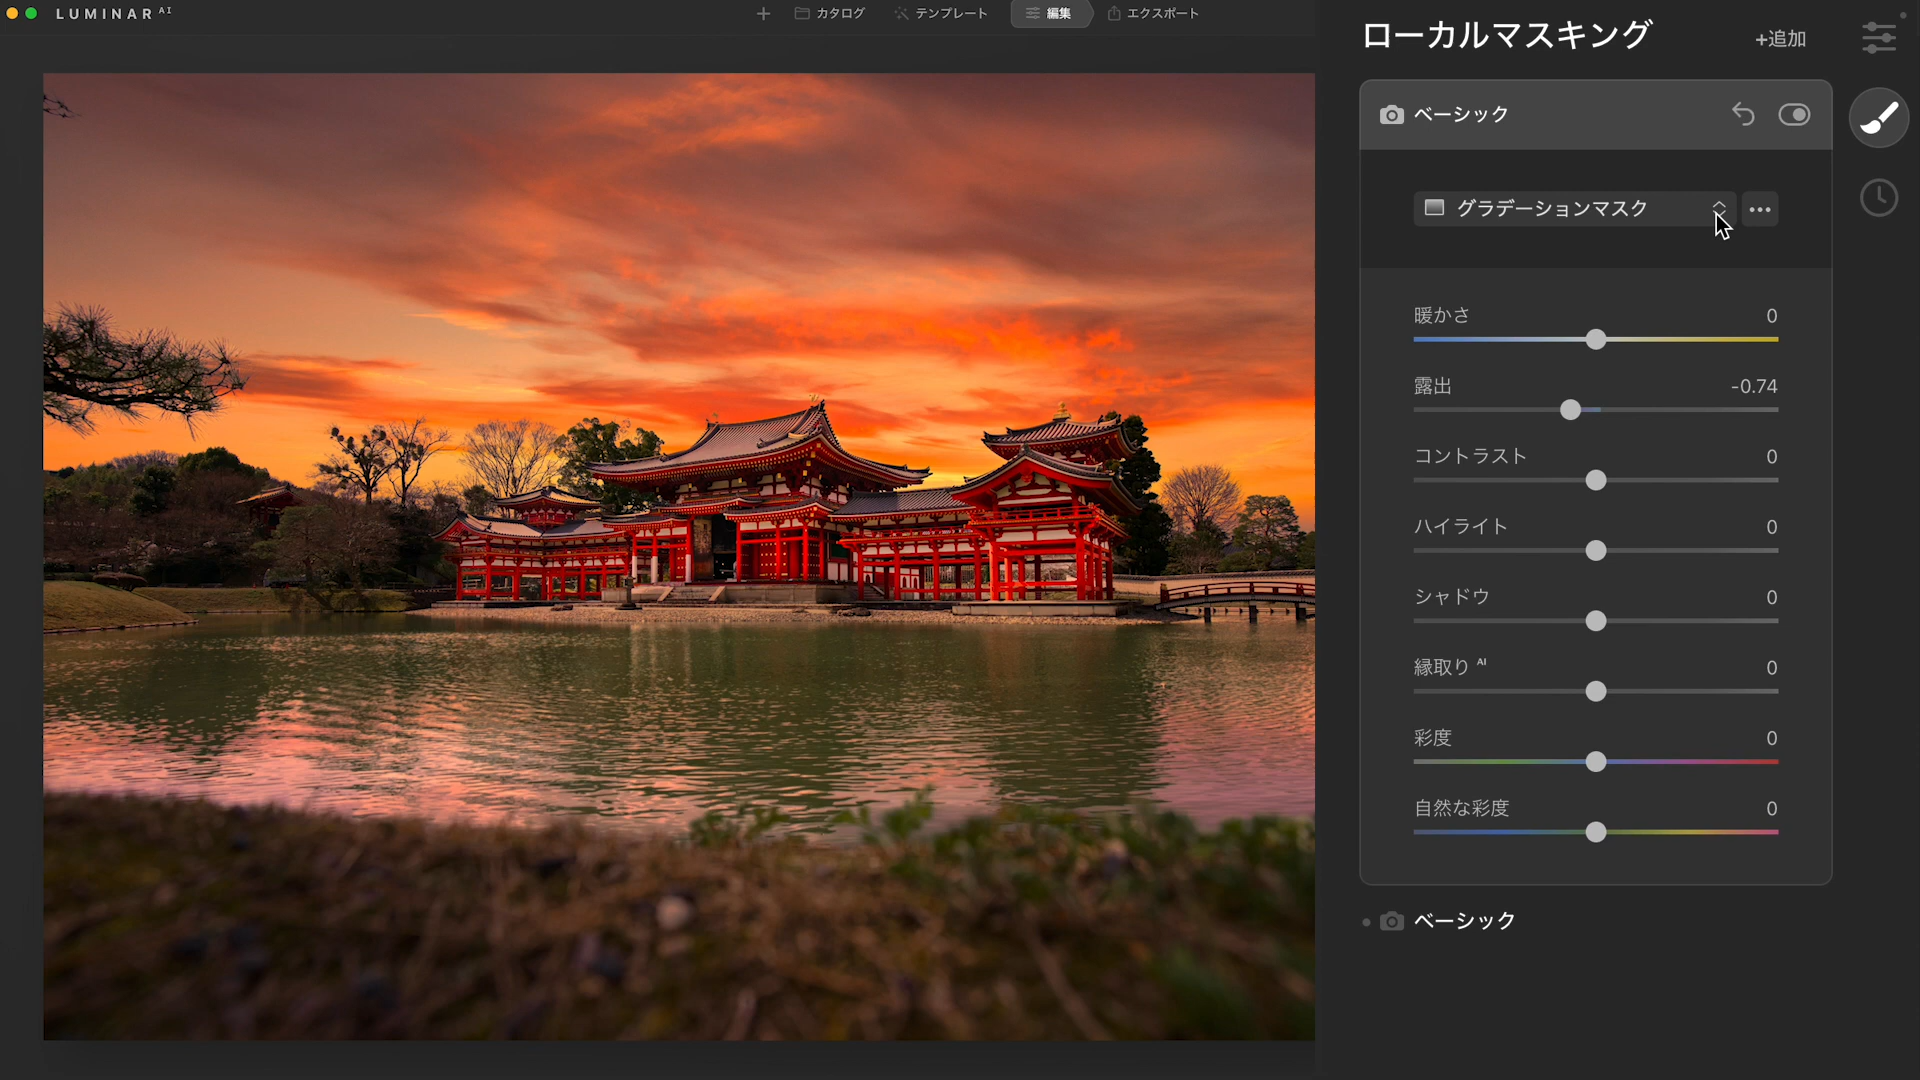 LUMINAR AI
カタログ
テンプレート
編集
エクスポート
ローカルマスキング
+追加
ベーシック
グラデーションマスク
暖かさ 0
露出 -0.74
コントラスト 0
ハイライト 0
シャドウ 0
縁取り AI 0
彩度 0
自然な彩度 0
ベーシック